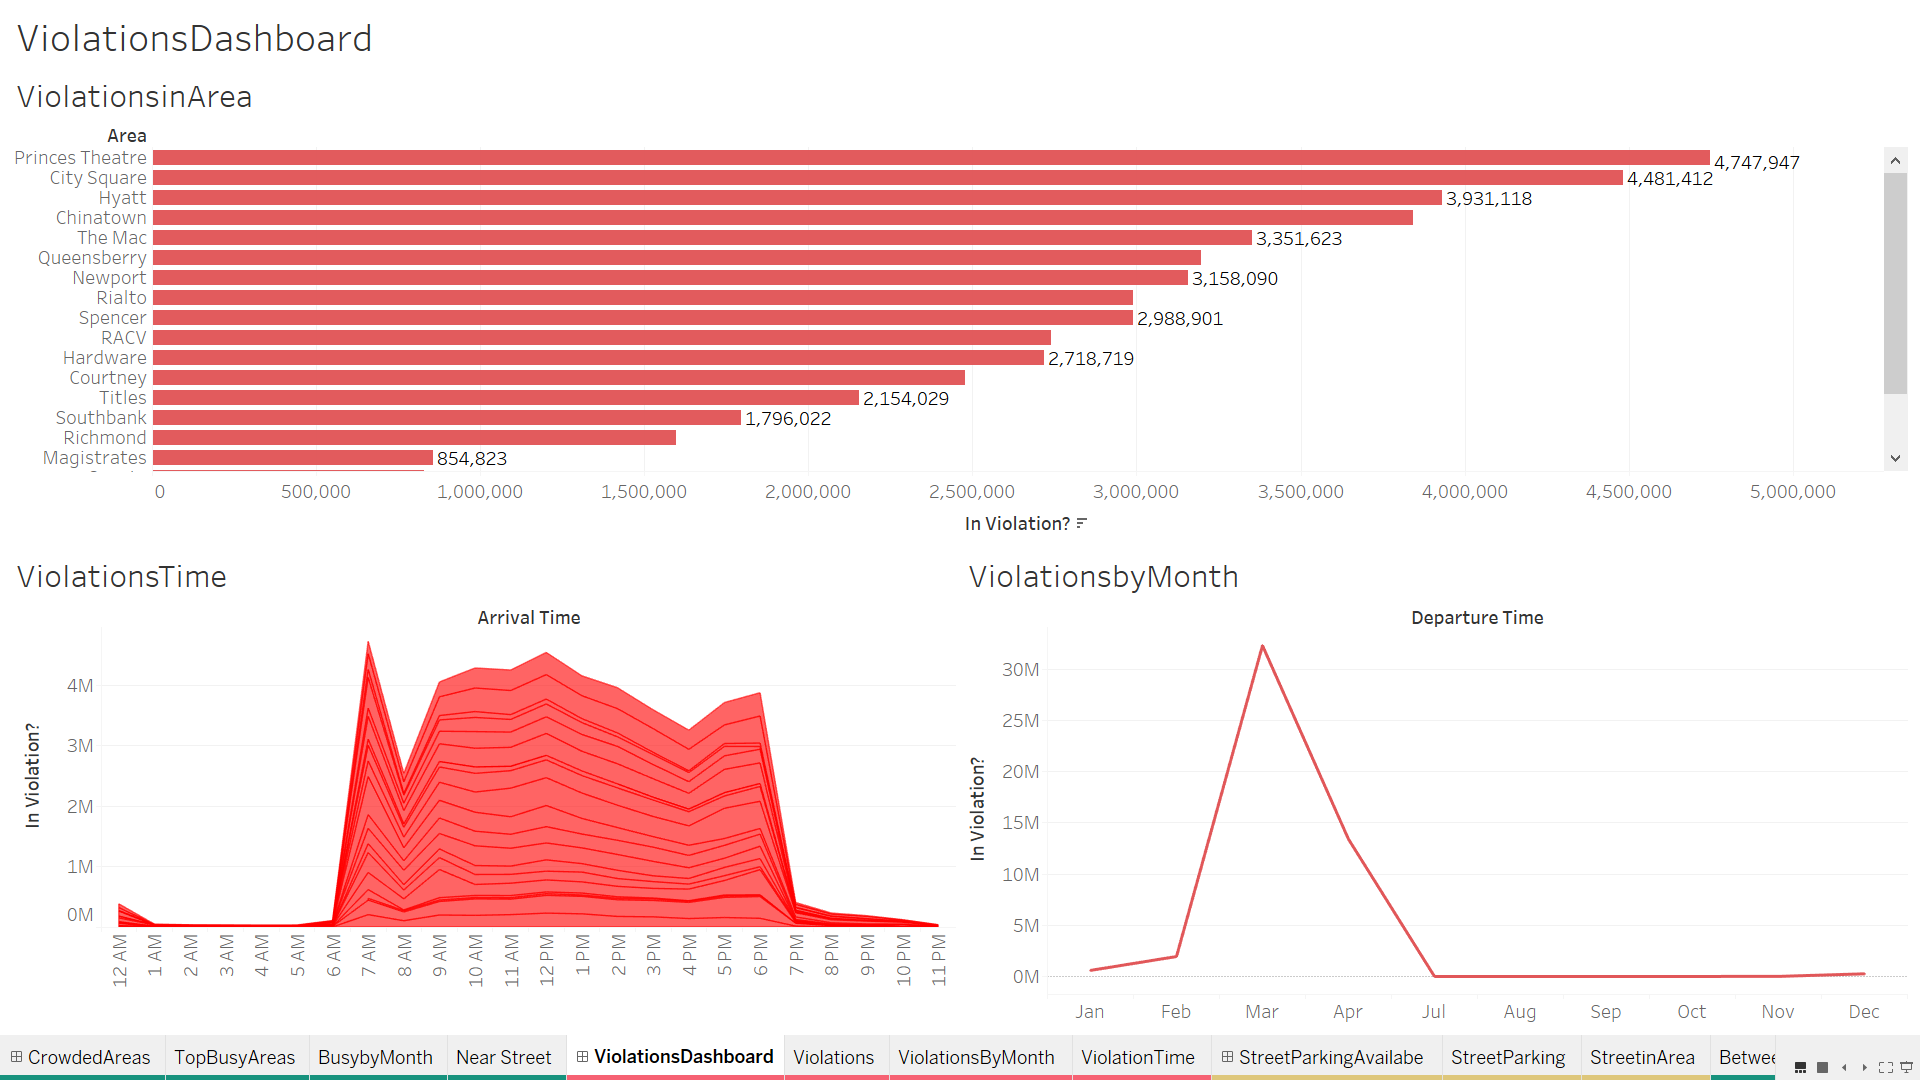 ViolationsDashboard
ViolationsinArea
Area
Princes Theatre 4,747,947
City Square 4,481,412
Hyatt 3,931,118
Chinatown
The Mac 3,351,623
Queensberry
Newport 3,158,090
Rialto
Spencer 2,988,901
RACV
Hardware 2,718,719
Courtney
Titles 2,154,029
Southbank 1,796,022
Richmond
Magistrates 854,823
0 500,000 1,000,000 1,500,000 2,000,000 2,500,000 3,000,000 3,500,000 4,000,000 4,500,000 5,000,000
In Violation?
ViolationsTime
Arrival Time
In Violation?
4M
3M
2M
1M
0M
12 AM 1 AM 2 AM 3 AM 4 AM 5 AM 6 AM 7 AM 8 AM 9 AM 10 AM 11 AM 12 PM 1 PM 2 PM 3 PM 4 PM 5 PM 6 PM 7 PM 8 PM 9 PM 10 PM 11 PM
ViolationsbyMonth
Departure Time
In Violation?
30M
25M
20M
15M
10M
5M
0M
Jan Feb Mar Apr Jul Aug Sep Oct Nov Dec
CrowdedAreas TopBusyAreas BusybyMonth Near Street ViolationsDashboard Violations ViolationsByMonth ViolationTime StreetParkingAvailabe StreetParking StreetinArea Betwee